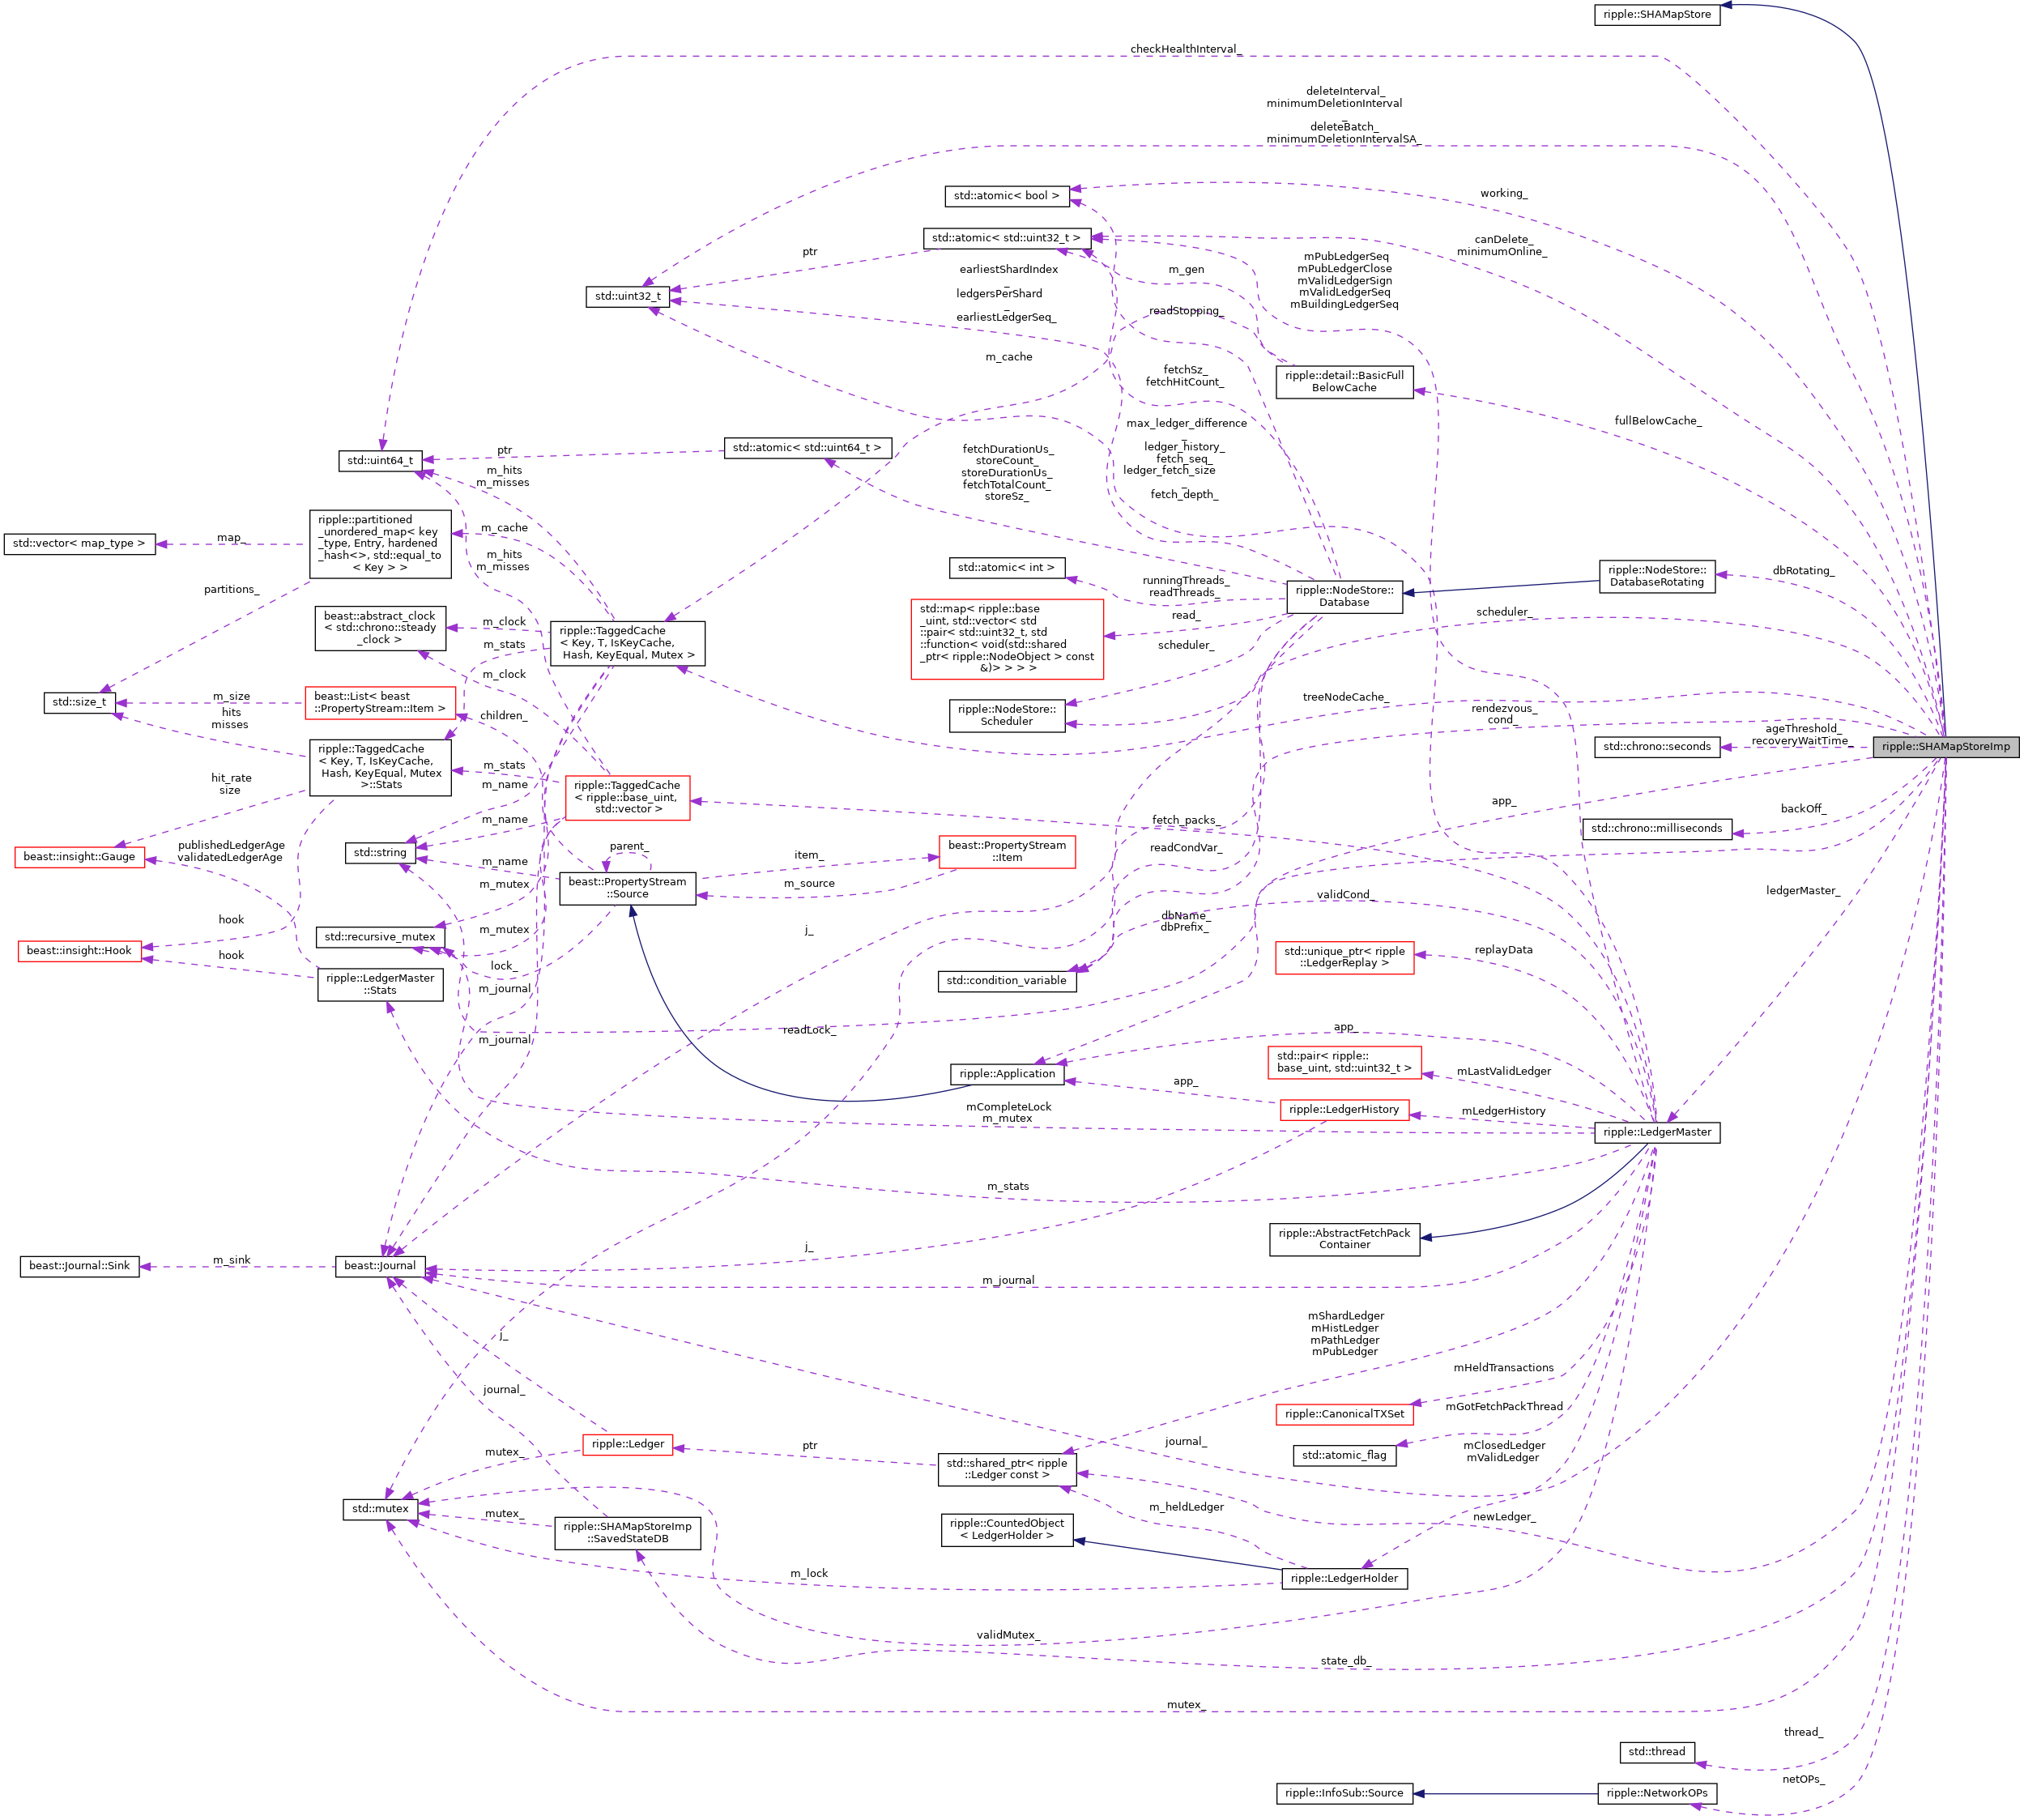 ripple::SHAMapStore
checkHealthInterval_
deleteInterval_
minimumDeletionInterval
_
deleteBatch_
minimumDeletionIntervalSA_
std::atomic< bool >
working_
std::atomic< std::uint32_t >
canDelete_
minimumOnline_
ptr
m_gen
mPubLedgerSeq
mPubLedgerClose
mValidLedgerSign
mValidLedgerSeq
mBuildingLedgerSeq
earliestShardIndex
_
ledgersPerShard
_
earliestLedgerSeq_
std::uint32_t
readStopping_
m_cache
fetchSz_
fetchHitCount_
ripple::detail::BasicFull
BelowCache
fullBelowCache_
max_ledger_difference
_
ledger_history_
fetch_seq_
ledger_fetch_size
_
fetch_depth_
std::atomic< std::uint64_t >
ptr
std::uint64_t
fetchDurationUs_
storeCount_
storeDurationUs_
fetchTotalCount_
storeSz_
m_hits
m_misses
ripple::partitioned
_unordered_map< key
_type, Entry, hardened
_hash<>, std::equal_to
< Key > >
m_cache
std::vector< map_type >
map_
m_hits
m_misses
std::atomic< int >
runningThreads_
readThreads_
ripple::NodeStore::
Database
ripple::NodeStore::
DatabaseRotating
dbRotating_
partitions_
beast::abstract_clock
< std::chrono::steady
_clock >
m_clock
m_stats
ripple::TaggedCache
< Key, T, IsKeyCache,
Hash, KeyEqual, Mutex >
std::map< ripple::base
_uint, std::vector< std
::pair< std::uint32_t, std
::function< void(std::shared
_ptr< ripple::NodeObject > const
&)> > > >
read_
scheduler_
scheduler_
m_clock
std::size_t
m_size
beast::List< beast
::PropertyStream::Item >
children_
hits
misses
ripple::NodeStore::
Scheduler
treeNodeCache_
rendezvous_
cond_
ageThreshold_
recoveryWaitTime_
std::chrono::seconds
ripple::SHAMapStoreImp
ripple::TaggedCache
< Key, T, IsKeyCache,
Hash, KeyEqual, Mutex
>::Stats
m_stats
m_name
ripple::TaggedCache
< ripple::base_uint,
std::vector >
hit_rate
size
app_
backOff_
std::chrono::milliseconds
m_name
fetch_packs_
publishedLedgerAge
validatedLedgerAge
beast::insight::Gauge
std::string
m_name
parent_
item_
beast::PropertyStream
::Item
readCondVar_
beast::PropertyStream
::Source
m_source
m_mutex
ledgerMaster_
validCond_
hook
m_mutex
j_
dbName_
dbPrefix_
std::recursive_mutex
beast::insight::Hook
hook
lock_
m_journal
ripple::LedgerMaster
::Stats
std::condition_variable
std::unique_ptr< ripple
::LedgerReplay >
replayData
m_journal
readLock_
app_
std::pair< ripple::
base_uint, std::uint32_t >
mLastValidLedger
ripple::Application
app_
ripple::LedgerHistory
mLedgerHistory
mCompleteLock
m_mutex
ripple::LedgerMaster
m_stats
ripple::AbstractFetchPack
Container
j_
beast::Journal::Sink
m_sink
beast::Journal
m_journal
j_
mShardLedger
mHistLedger
mPathLedger
mPubLedger
mHeldTransactions
journal_
ripple::CanonicalTXSet
mGotFetchPackThread
ripple::Ledger
ptr
journal_
std::atomic_flag
mClosedLedger
mValidLedger
mutex_
std::shared_ptr< ripple
::Ledger const >
std::mutex
mutex_
ripple::SHAMapStoreImp
::SavedStateDB
m_heldLedger
newLedger_
ripple::CountedObject
< LedgerHolder >
m_lock
ripple::LedgerHolder
validMutex_
state_db_
mutex_
thread_
std::thread
netOPs_
ripple::InfoSub::Source
ripple::NetworkOPs